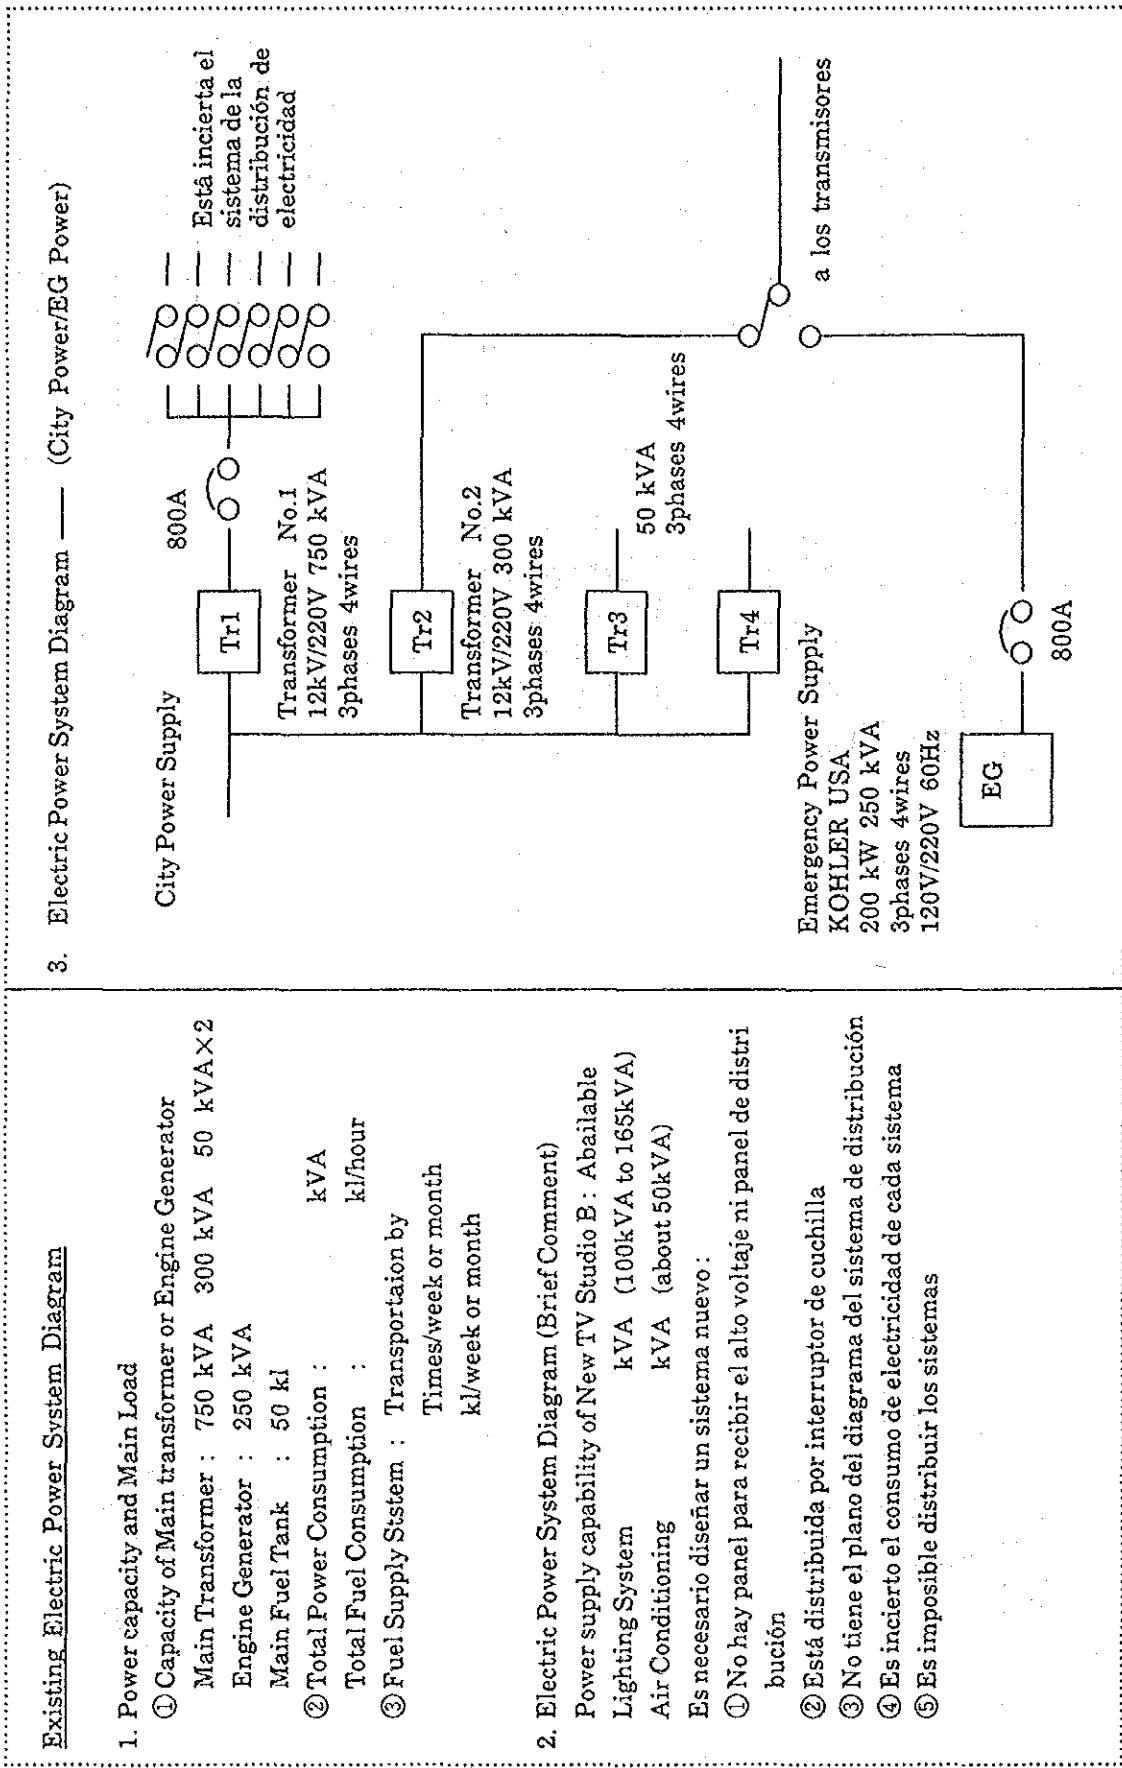 Existing Electric Power System Diagram
1. Power capacity and Main Load
① Capacity of Main transformer or Engine Generator
Main Transformer : 750 kVA 300 kVA 50 kVA×2
Engine Generator : 250 kVA
Main Fuel Tank : 50 kl
② Total Power Consumption : kVA
Total Fuel Consumption : kl/hour
③ Fuel Supply Ststem : Transportaion by
Times/week or month
kl/week or month
2. Electric Power System Diagram (Brief Comment)
Power supply capability of New TV Studio B : Abailable
Lighting System kVA (100kVA to 165kVA)
Air Conditioning kVA (about 50kVA)
Es necesario diseñar un sistema nuevo :
① No hay panel para recibir el alto voltaje ni panel de distri
bución
② Está distribuida por interruptor de cuchilla
③ No tiene el plano del diagrama del sistema de distribución
④ Es incierto el consumo de electricidad de cada sistema
⑤ Es imposible distribuir los sistemas
3. Electric Power System Diagram — (City Power/EG Power)
City Power Supply
800A
Está incierta el
sistema de la
distribución de
electricidad
Tr1
Transformer No.1
12kV/220V 750 kVA
3phases 4wires
Tr2
Transformer No.2
12kV/220V 300 kVA
3phases 4wires
Tr3
50 kVA
3phases 4wires
Tr4
a los transmisores
Emergency Power Supply
KOHLER USA
200 kW 250 kVA
3phases 4wires
120V/220V 60Hz
EG
800A